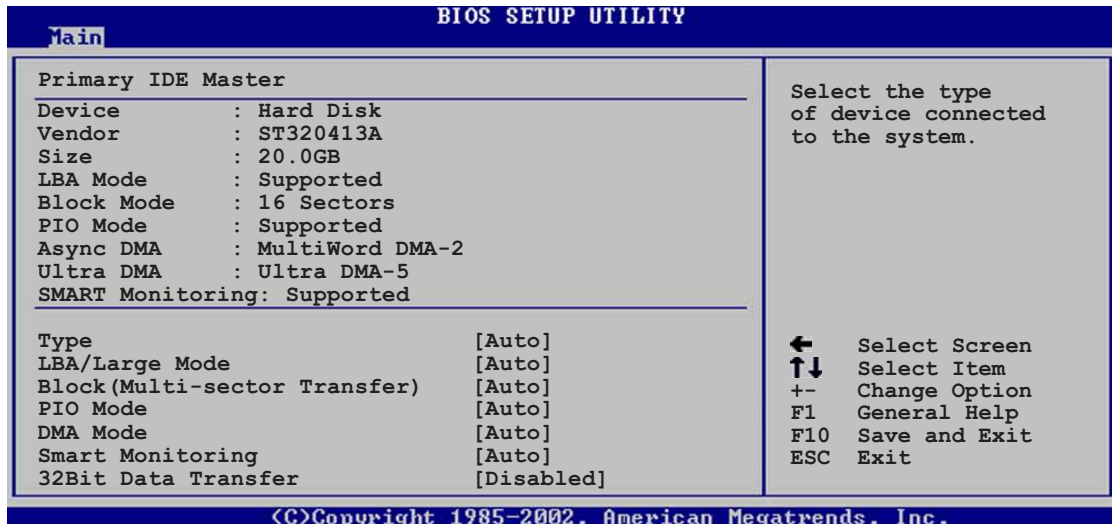 BIOS SETUP UTILITY
Main
Primary IDE Master
Device : Hard Disk
Vendor : ST320413A
Size : 20.0GB
LBA Mode : Supported
Block Mode : 16 Sectors
PIO Mode : Supported
Async DMA : MultiWord DMA-2
Ultra DMA : Ultra DMA-5
SMART Monitoring: Supported
Type [Auto]
LBA/Large Mode [Auto]
Block(Multi-sector Transfer) [Auto]
PIO Mode [Auto]
DMA Mode [Auto]
Smart Monitoring [Auto]
32Bit Data Transfer [Disabled]
Select the type
of device connected
to the system.
← Select Screen
↑↓ Select Item
+- Change Option
F1 General Help
F10 Save and Exit
ESC Exit
(C)Copyright 1985-2002, American Megatrends, Inc.